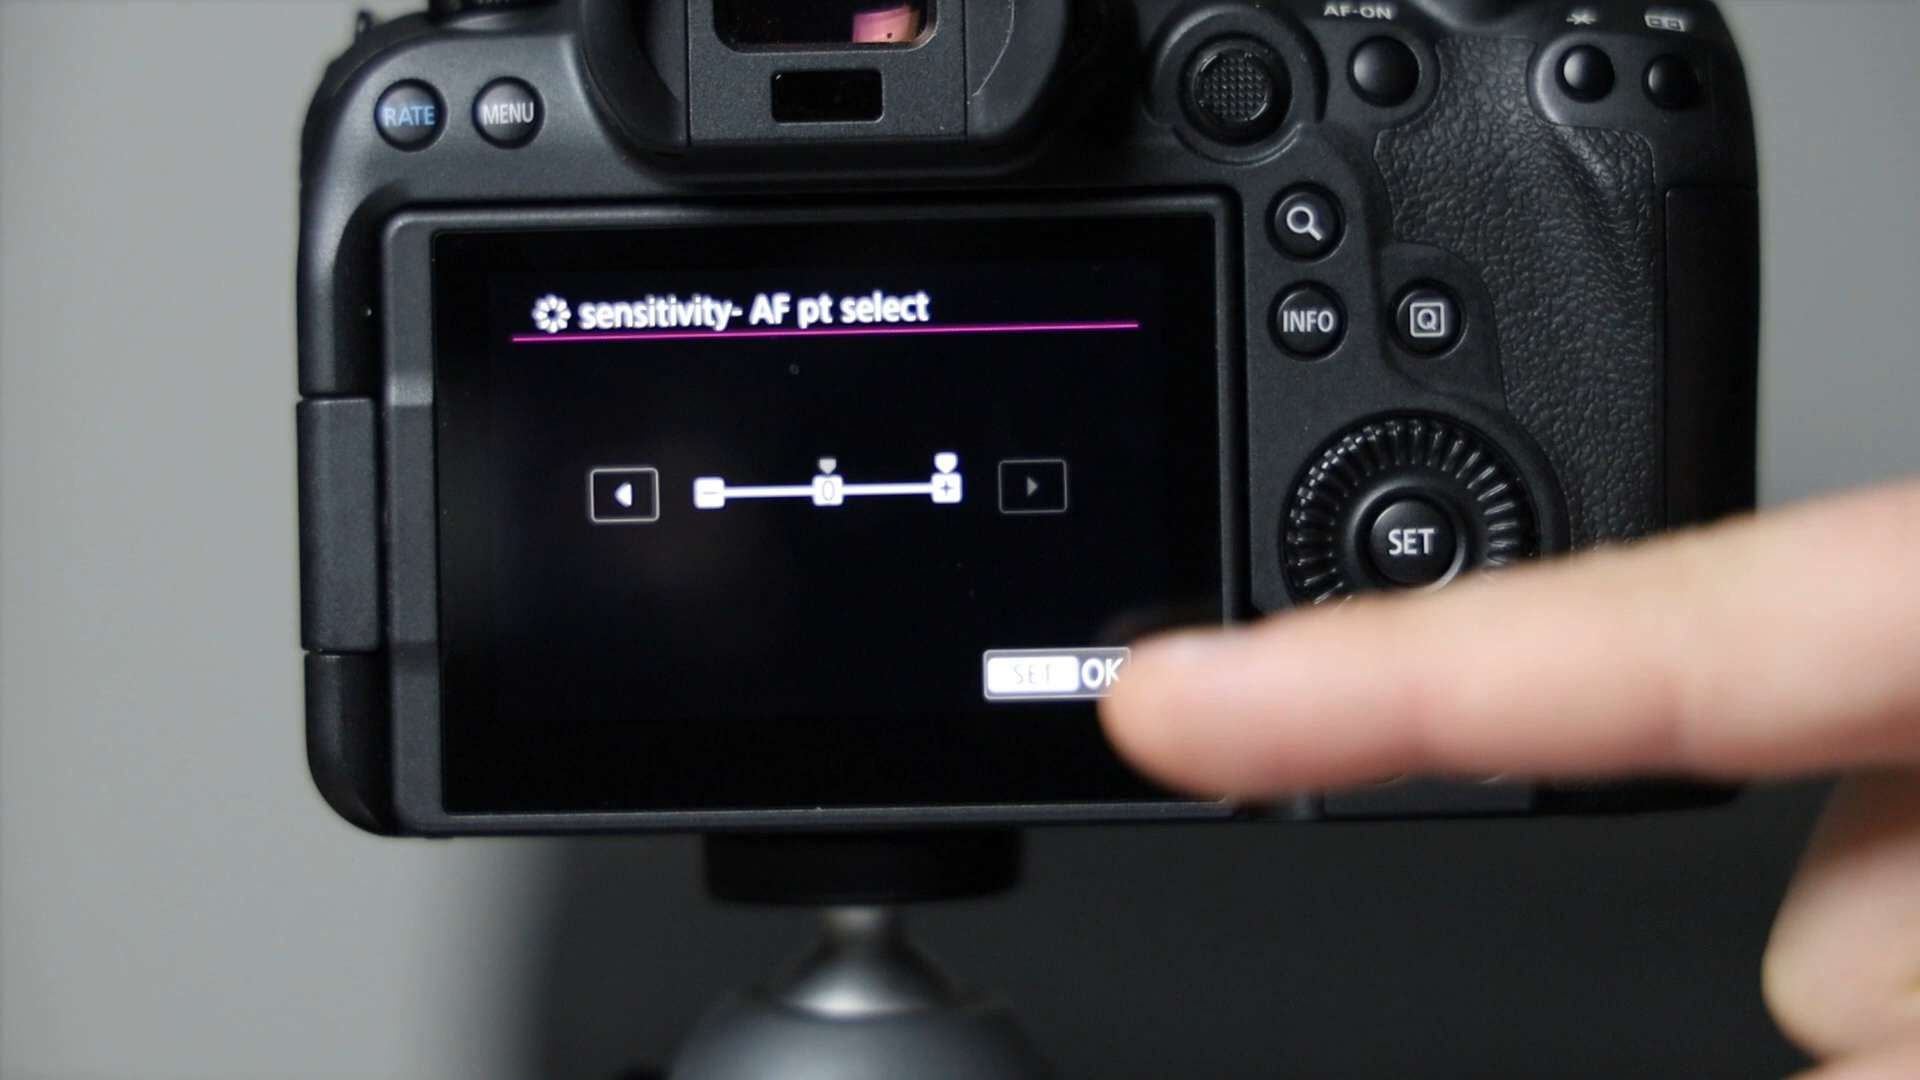 AF-ON
RATE
MENU
sensitivity- AF pt select
INFO
Q
- 0 +
SET
SET OK